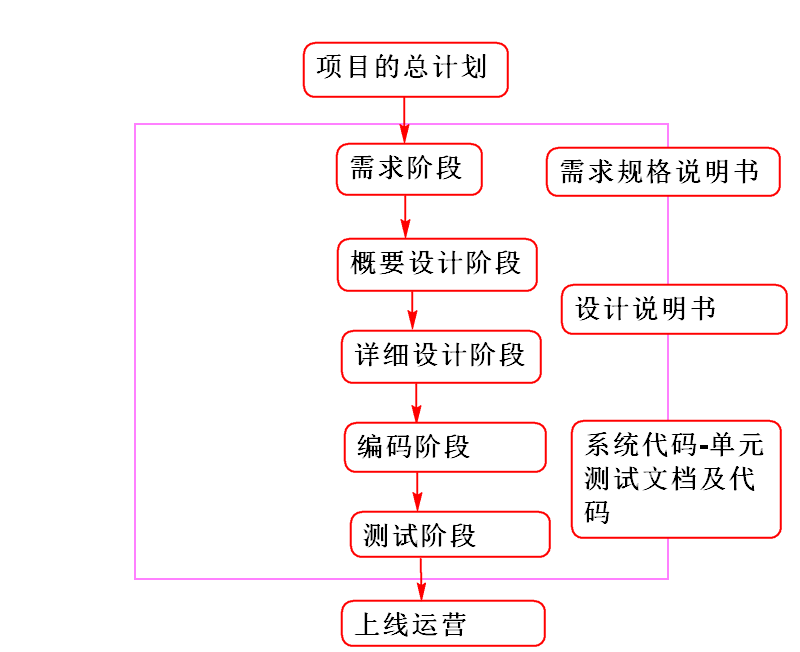 项目的总计划
需求阶段
需求规格说明书
概要设计阶段
设计说明书
详细设计阶段
编码阶段
系统代码-单元
测试文档及代
码
测试阶段
上线运营